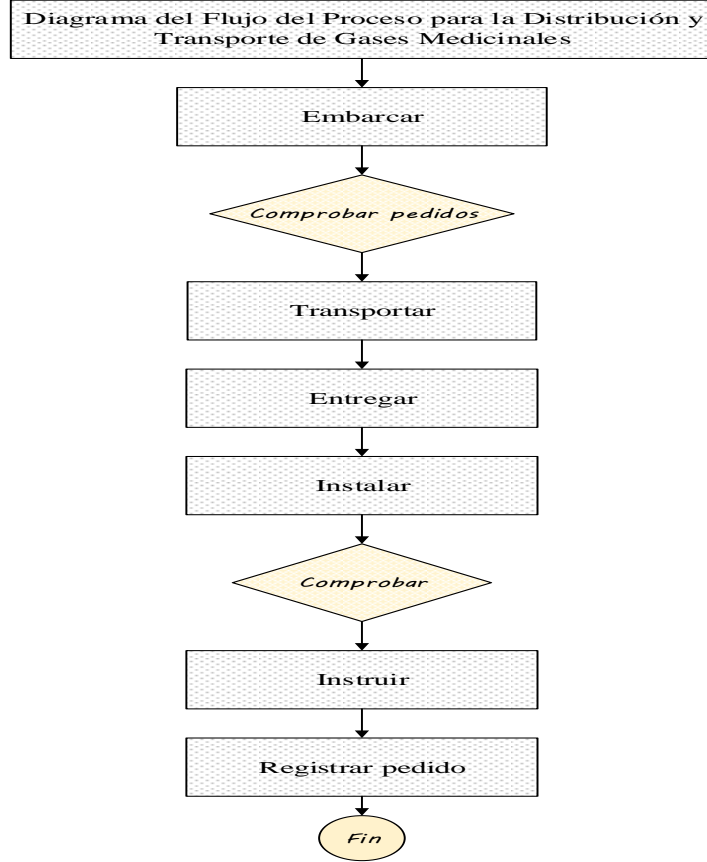 Diagrama del Flujo del Proceso para la Distribución y
Transporte de Gases Medicinales
Embarcar
Comprobar pedidos
Transportar
Entregar
Instalar
Comprobar
Instruir
Registrar pedido
Fin